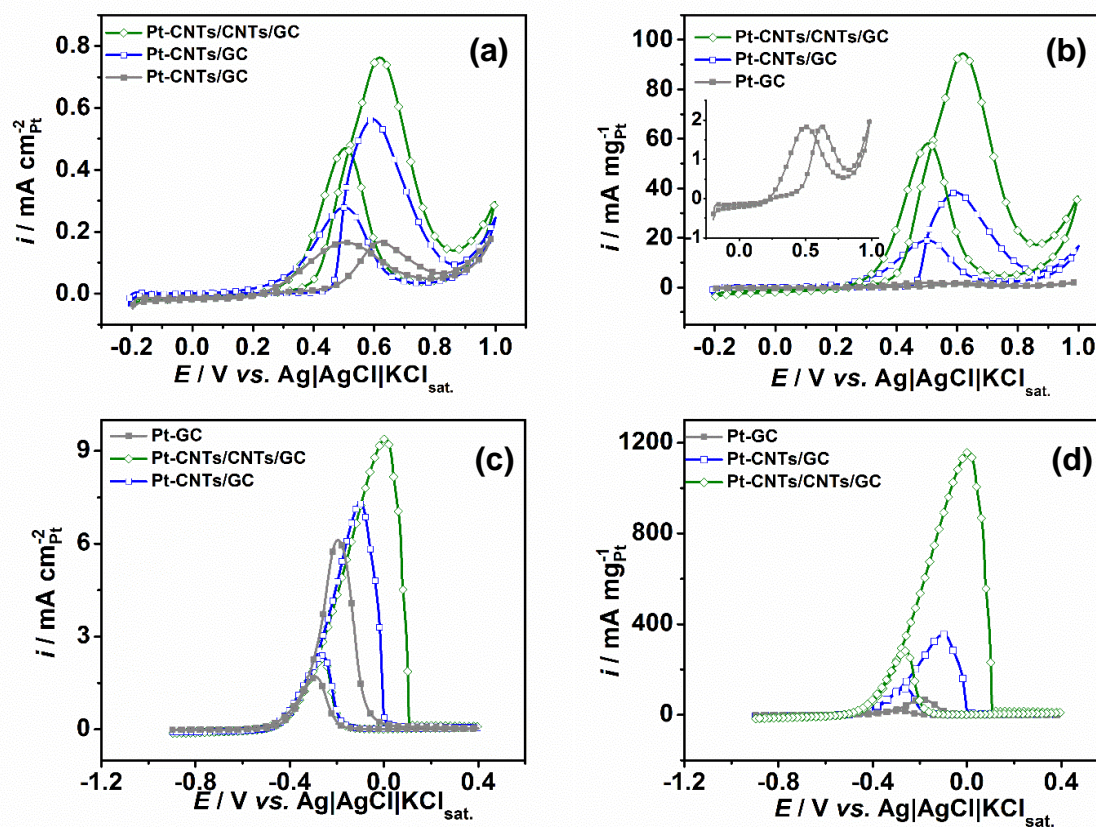 Pt-CNTs/CNTs/GC
Pt-CNTs/GC
Pt-CNTs/GC
(a)
0.8
0.6
0.4
0.2
0.0
i / mA cm-2Pt
-0.2 0.0 0.2 0.4 0.6 0.8 1.0
E / V vs. Ag|AgCl|KClsat.
Pt-CNTs/CNTs/GC
Pt-CNTs/GC
Pt-GC
(b)
100
80
60
40
20
0
i / mA mg-1Pt
2
1
0
-1
0.0 0.5 1.0
-0.2 0.0 0.2 0.4 0.6 0.8 1.0
E / V vs. Ag|AgCl|KClsat.
Pt-GC
Pt-CNTs/CNTs/GC
Pt-CNTs/GC
(c)
9
6
3
0
i / mA cm-2Pt
-1.2 -0.8 -0.4 0.0 0.4
E / V vs. Ag|AgCl|KClsat.
Pt-GC
Pt-CNTs/GC
Pt-CNTs/CNTs/GC
(d)
1200
800
400
0
i / mA mg-1Pt
-1.2 -0.8 -0.4 0.0 0.4
E / V vs. Ag|AgCl|KClsat.